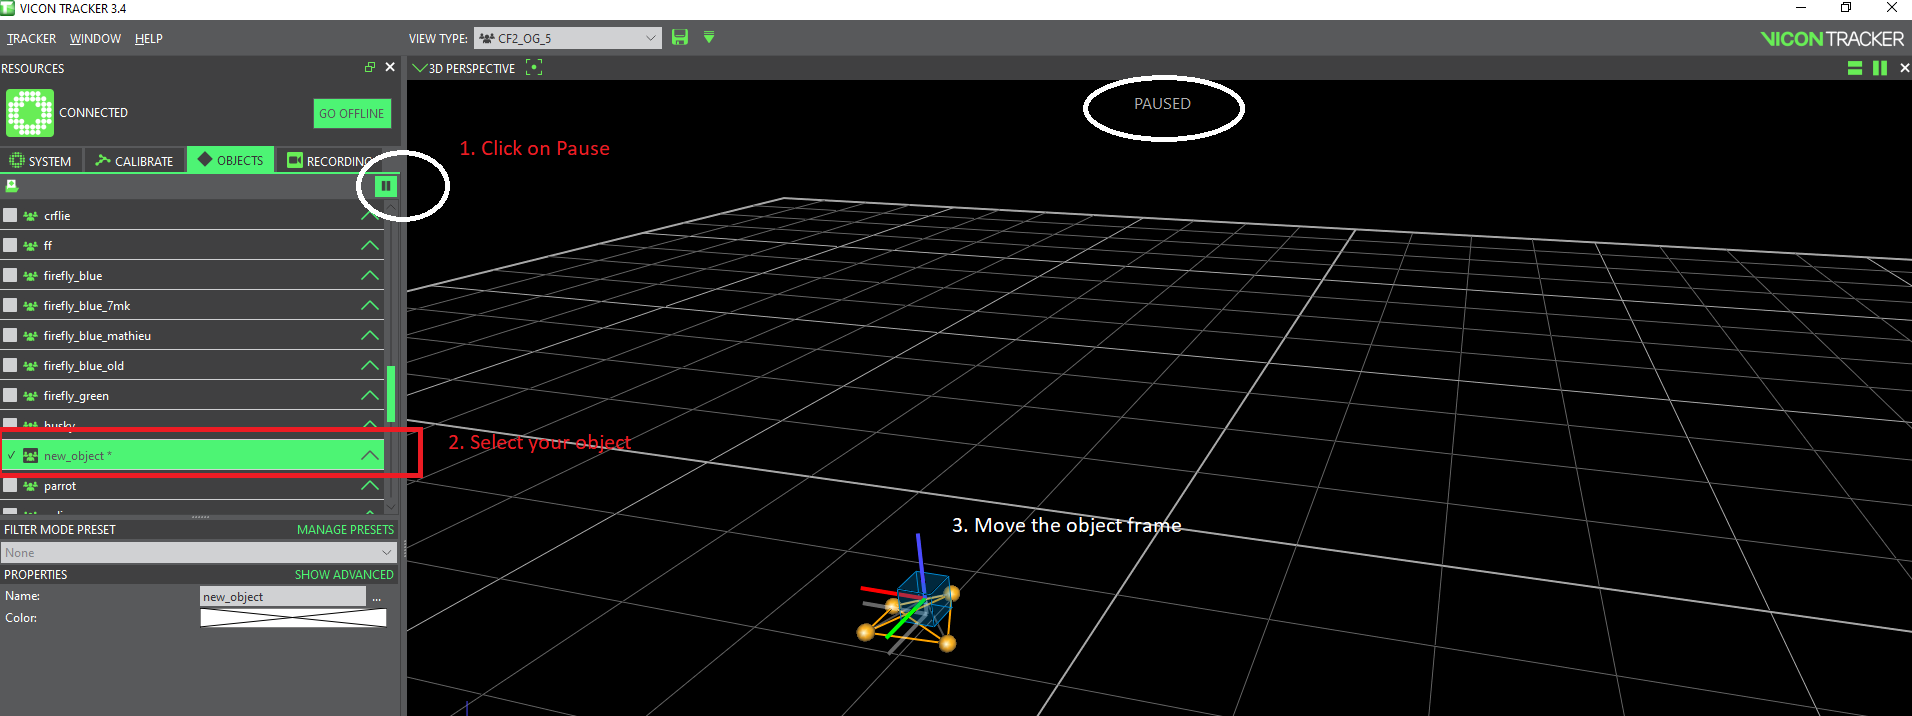 VICON TRACKER 3.4
TRACKER WINDOW HELP
VIEW TYPE: CF2_OG_5
VICON TRACKER
RESOURCES
3D PERSPECTIVE
CONNECTED
GO OFFLINE
PAUSED
1. Click on Pause
SYSTEM CALIBRATE OBJECTS RECORDING
crflie
ff
firefly_blue
firefly_blue_7mk
firefly_blue_mathieu
firefly_blue_old
firefly_green
husky
2. Select your object
new_object *
parrot
3. Move the object frame
FILTER MODE PRESET MANAGE PRESETS
None
PROPERTIES SHOW ADVANCED
Name: new_object ...
Color: